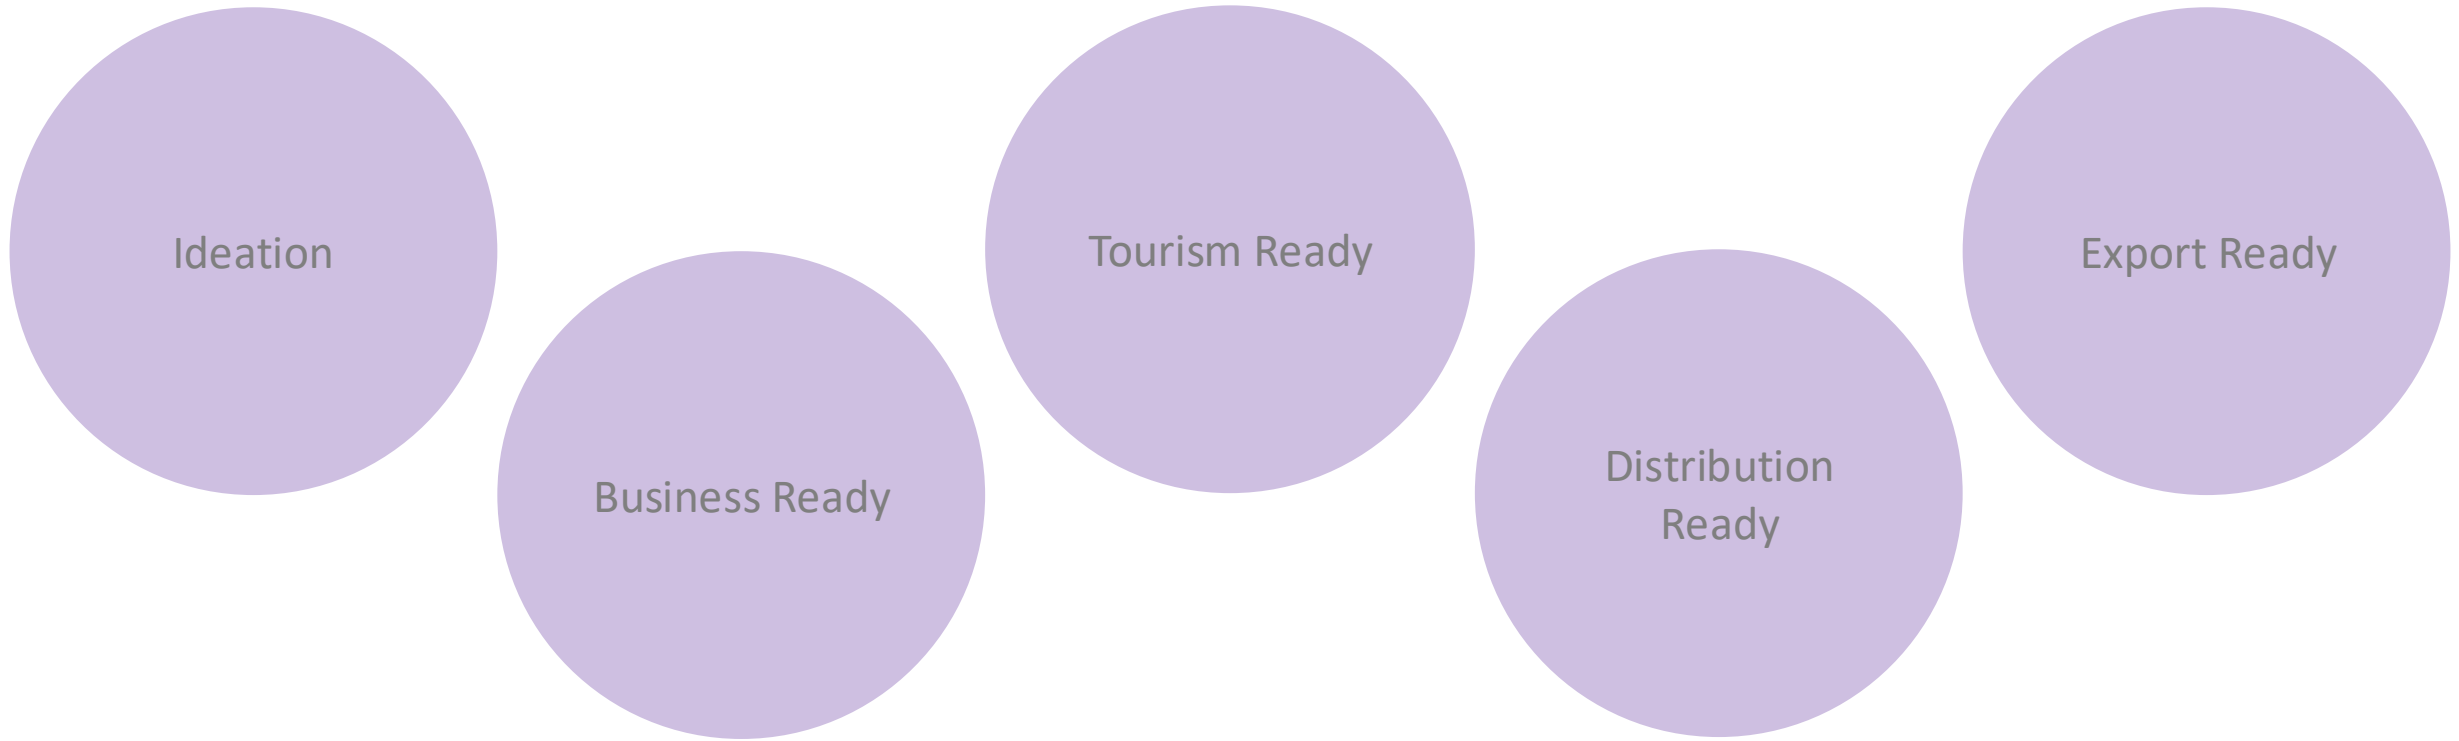 Ideation
Business Ready
Tourism Ready
Distribution
Ready
Export Ready